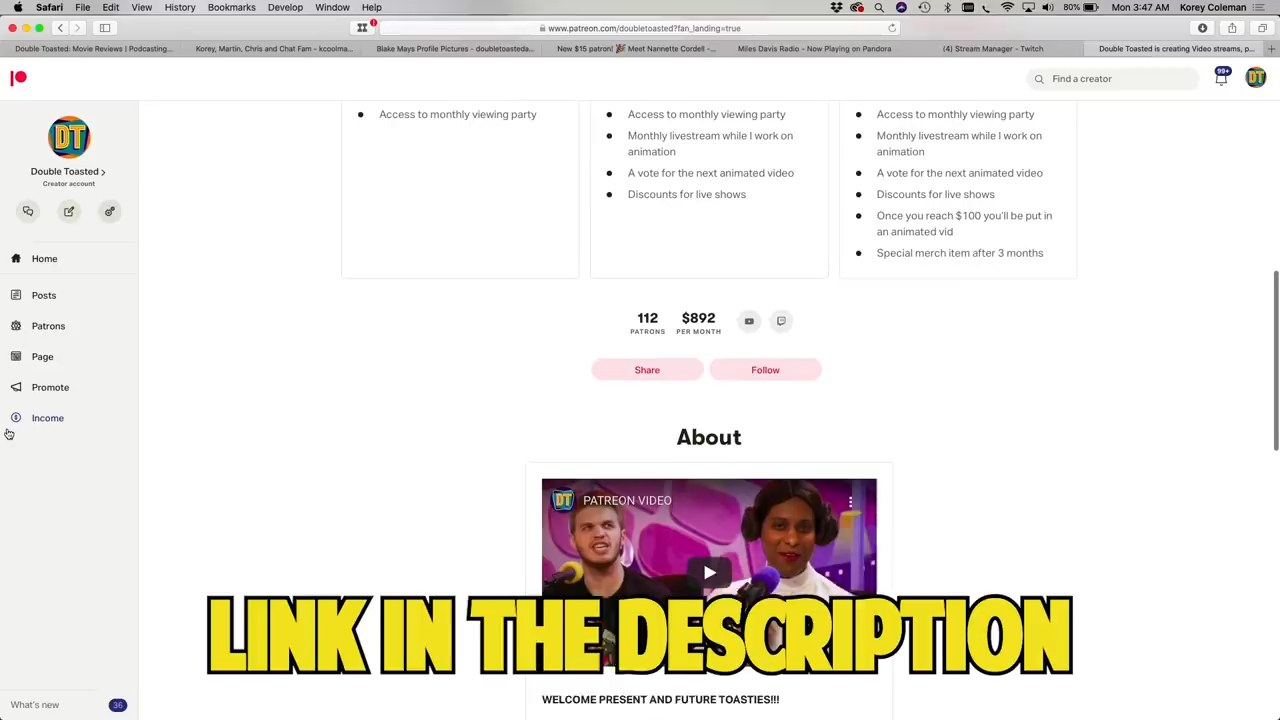 Safari File Edit View History Bookmarks Develop Window Help 80% Mon 3:47 AM Korey Coleman
www.patreon.com/doubletoasted?fan_landing=true
Double Toasted: Movie Reviews | Podcasting... Korey, Martin, Chris and Chat Fam - kcoolma... Blake Mays Profile Pictures - doubletoasteda... New $15 patron! 🎉 Meet Nannette Cordell -... Miles Davis Radio - Now Playing on Pandora (4) Stream Manager - Twitch Double Toasted is creating Video streams, p...
Find a creator 99+ DT
DT
Double Toasted
Creator account
Home
Posts
Patrons
Page
Promote
Income
What's new 36
Access to monthly viewing party
Access to monthly viewing party
Monthly livestream while I work on
animation
A vote for the next animated video
Discounts for live shows
Access to monthly viewing party
Monthly livestream while I work on
animation
A vote for the next animated video
Discounts for live shows
Once you reach $100 you'll be put in
an animated vid
Special merch item after 3 months
112 $892
PATRONS PER MONTH
Share Follow
About
DT PATREON VIDEO
LINK IN THE DESCRIPTION
WELCOME PRESENT AND FUTURE TOASTIES!!!